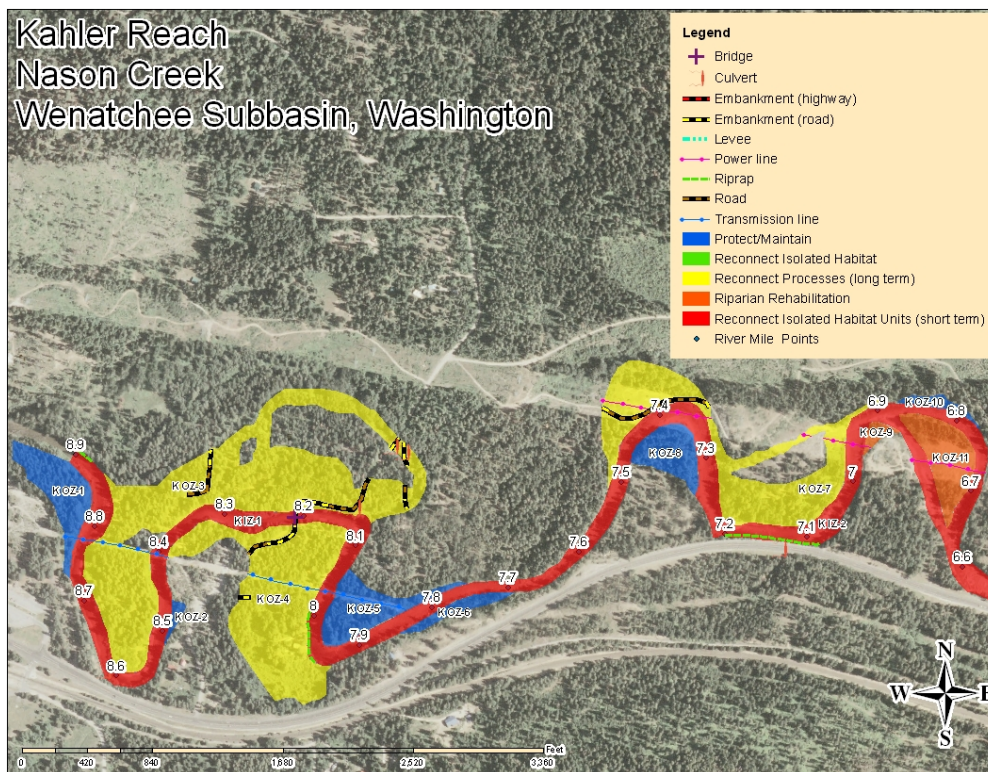 Kahler Reach
Nason Creek
Wenatchee Subbasin, Washington
Legend
Bridge
Culvert
Embankment (highway)
Embankment (road)
Levee
Power line
Riprap
Road
Transmission line
Protect/Maintain
Reconnect Isolated Habitat
Reconnect Processes (long term)
Riparian Rehabilitation
Reconnect Isolated Habitat Units (short term)
River Mile Points
6.9
KOZ-10
6.8
7.4
KOZ-9
8.9
7.3
KOZ-8
KOZ-11
KOZ-1
7.5
7
6.7
KOZ-3
KOZ-7
8.8
8.3
8.2
KIZ-1
7.2
7.1
KIZ-2
8.4
8.1
7.6
6.6
8.7
KOZ-4
7.7
8
KOZ-5
7.8
KOZ-6
8.5
KOZ-2
7.9
8.6
N
W
E
S
Feet
0
420
840
1,680
2,520
3,360